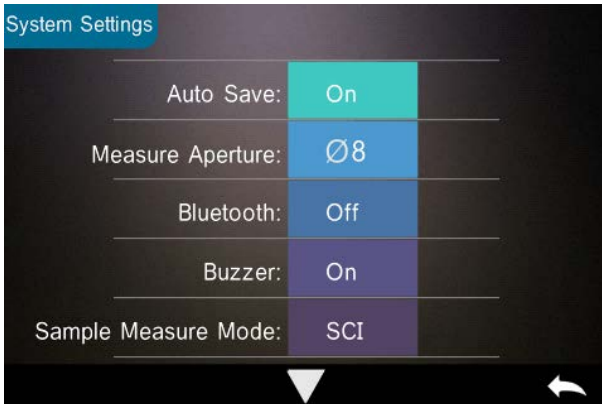 System Settings
Auto Save: On
Measure Aperture: Ø8
Bluetooth: Off
Buzzer: On
Sample Measure Mode: SCI